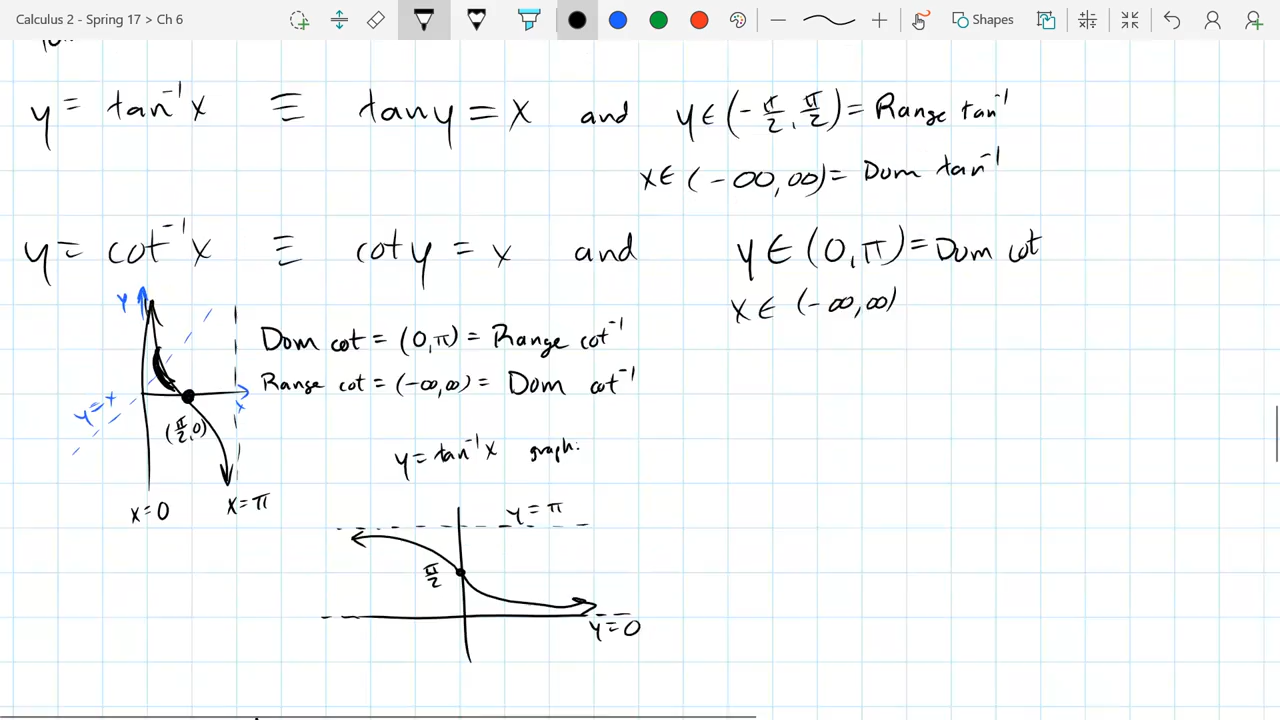 Calculus 2 - Spring 17 > Ch 6
Shapes
y = tan⁻¹x ≡ tan y = x and y ∈ (-π/2, π/2) = Range tan⁻¹
x ∈ (-∞, ∞) = Dom tan⁻¹
y = cot⁻¹x ≡ cot y = x and y ∈ (0, π) = Dom cot
x ∈ (-∞, ∞)
y
Dom cot = (0, π) = Range cot⁻¹
Range cot = (-∞, ∞) = Dom cot⁻¹
y = x
x
(π/2, 0)
y = tan⁻¹x graph:
x = 0
x = π
y = π
π/2
y = 0